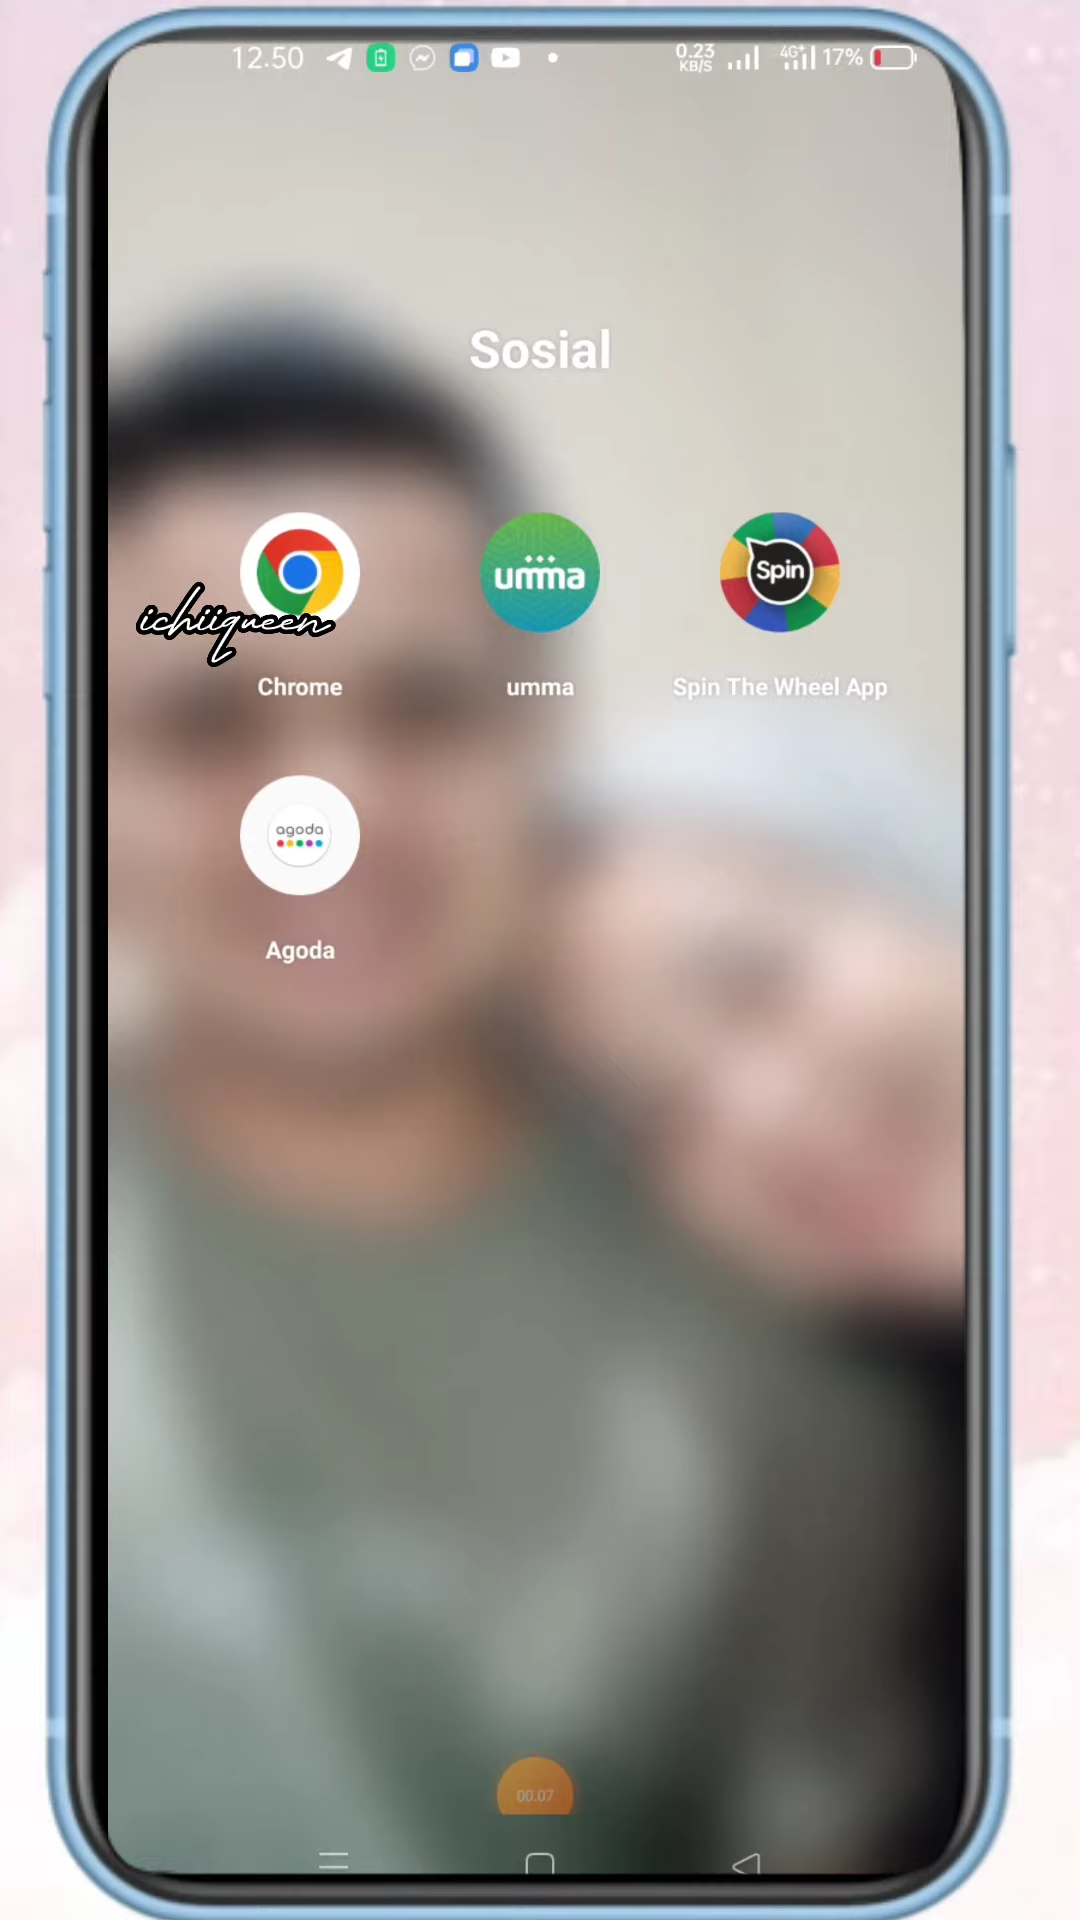 12.50
0.23
KB/S
4G+
17%
Sosial
umma
Spin
ichiiqueen
Chrome
umma
Spin The Wheel App
agoda
Agoda
00.07